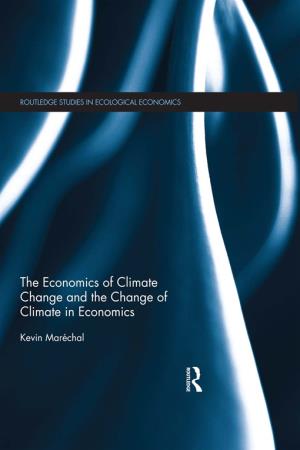 ROUTLEDGE STUDIES IN ECOLOGICAL ECONOMICS
The Economics of Climate
Change and the Change of
Climate in Economics
Kevin Maréchal
ROUTLEDGE